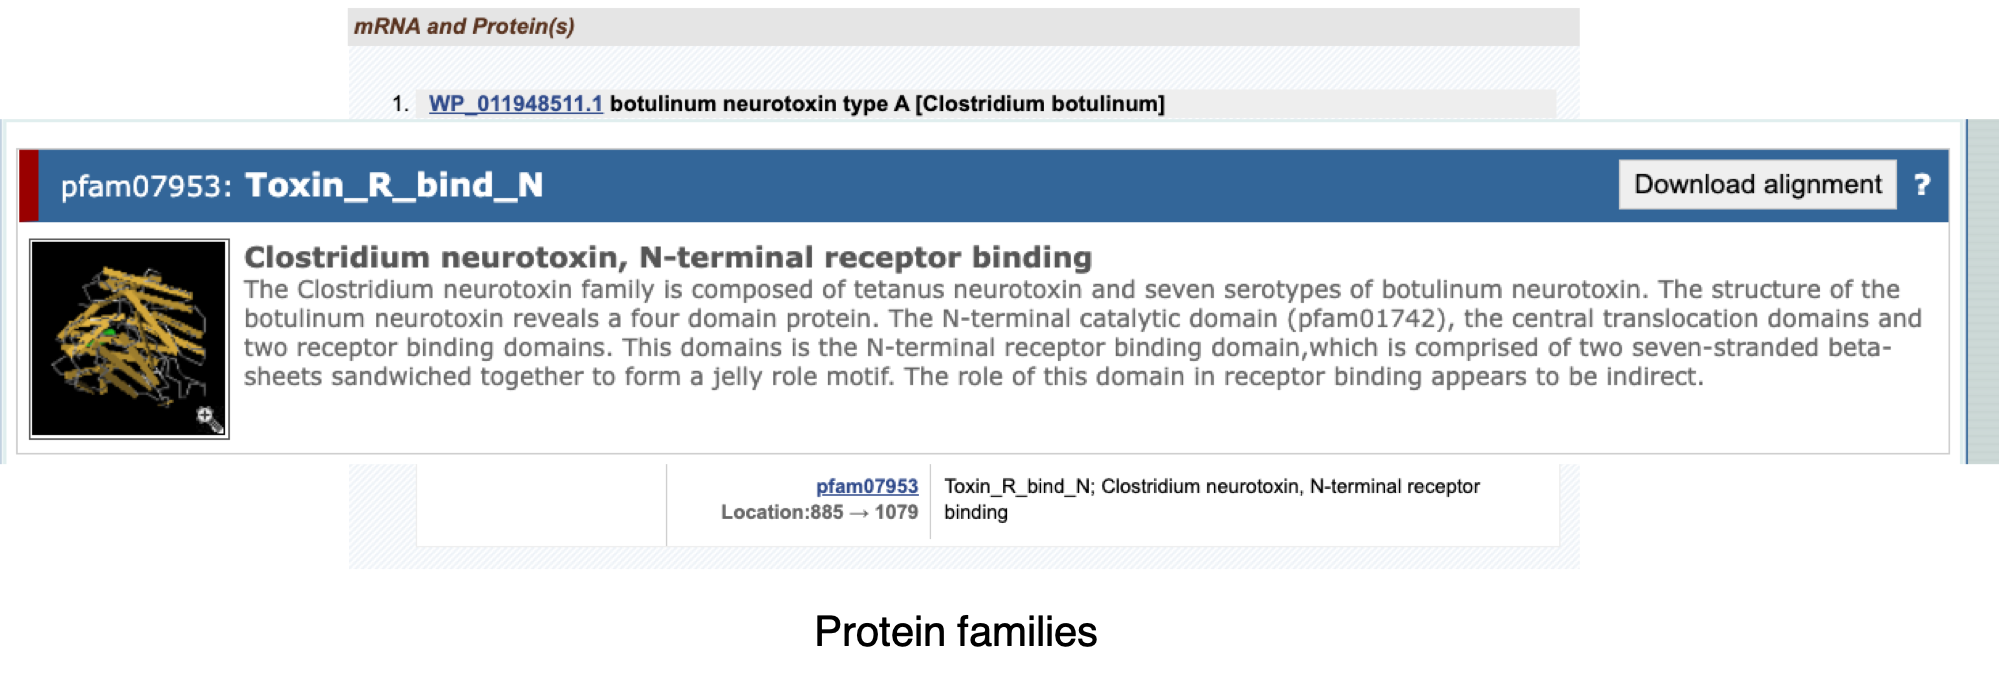 mRNA and Protein(s)
1. WP_011948511.1 botulinum neurotoxin type A [Clostridium botulinum]
pfam07953: Toxin_R_bind_N
Download alignment ?
Clostridium neurotoxin, N-terminal receptor binding
The Clostridium neurotoxin family is composed of tetanus neurotoxin and seven serotypes of botulinum neurotoxin. The structure of the
botulinum neurotoxin reveals a four domain protein. The N-terminal catalytic domain (pfam01742), the central translocation domains and
two receptor binding domains. This domains is the N-terminal receptor binding domain,which is comprised of two seven-stranded beta-
sheets sandwiched together to form a jelly role motif. The role of this domain in receptor binding appears to be indirect.
pfam07953
Location:885 → 1079
Toxin_R_bind_N; Clostridium neurotoxin, N-terminal receptor
binding
Protein families